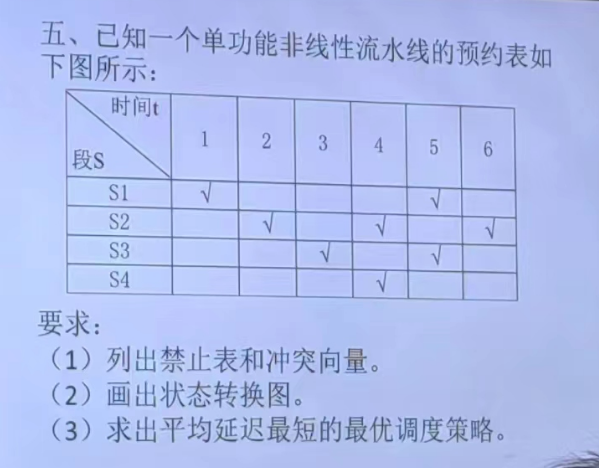 五、已知一个单功能非线性流水线的预约表如
下图所示：
时间t
段S 1 2 3 4 5 6
S1 √ √
S2 √ √ √
S3 √ √
S4 √
要求：
（1）列出禁止表和冲突向量。
（2）画出状态转换图。
（3）求出平均延迟最短的最优调度策略。